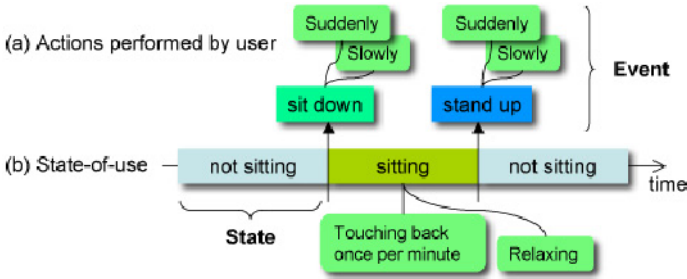 Suddenly
Suddenly
(a) Actions performed by user
Slowly
Slowly
Event
sit down
stand up
(b) State-of-use
not sitting
sitting
not sitting
time
State
Touching back
once per minute
Relaxing